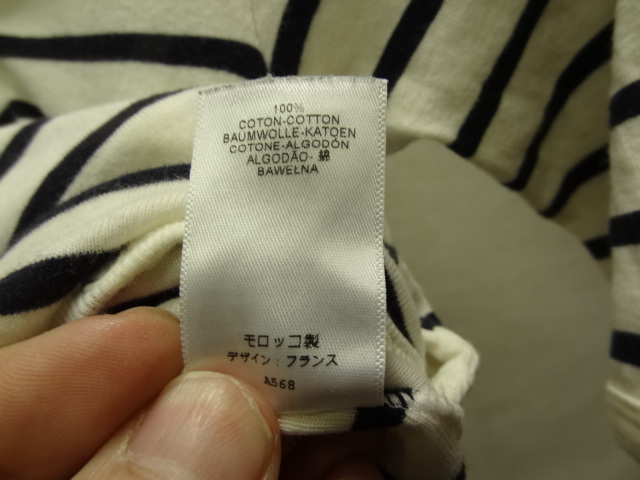 100%
COTON-COTTON
BAUMWOLLE-KATOEN
COTONE-ALGODÓN
ALGODÃO- 綿
BAWEŁNA
モロッコ製
デザイン：フランス
A568